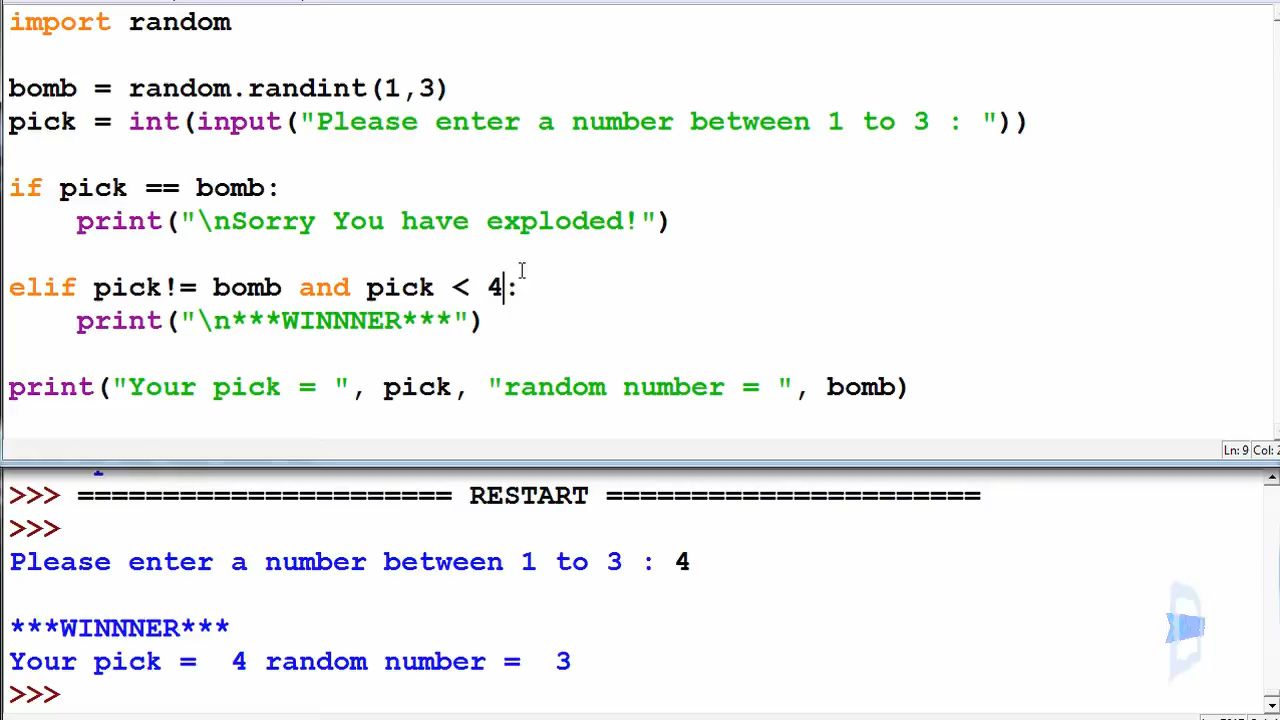 import random
bomb = random.randint(1,3)
pick = int(input("Please enter a number between 1 to 3 : "))
if pick == bomb:
print("\nSorry You have exploded!")
elif pick!= bomb and pick < 4:
print("\n***WINNNER***")
print("Your pick = ", pick, "random number = ", bomb)
Ln: 9 Col:
>>> ====================== RESTART ======================
>>>
Please enter a number between 1 to 3 : 4
***WINNNER***
Your pick =  4 random number =  3
>>>